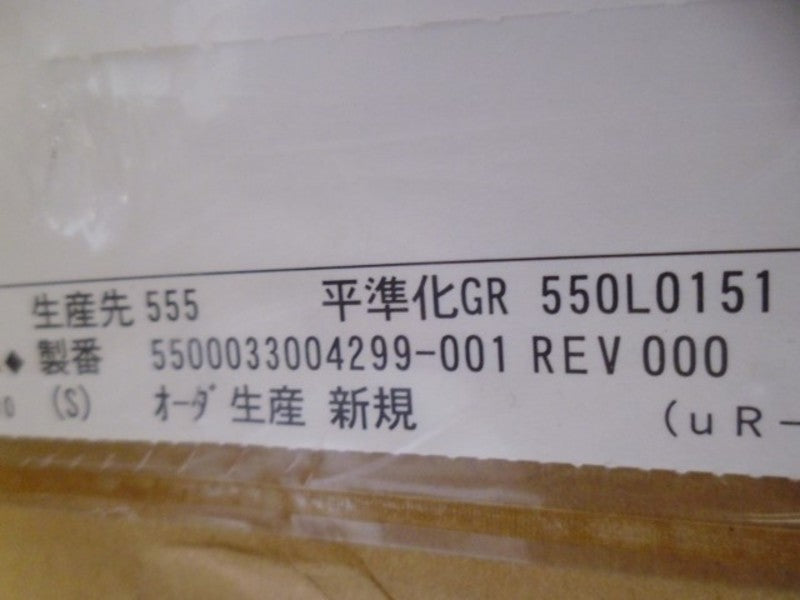 生産先 555 平準化GR 550L0151
◆ 製番 5500033004299-001 REV 000
(S) オーダ 生産 新規 (uR-